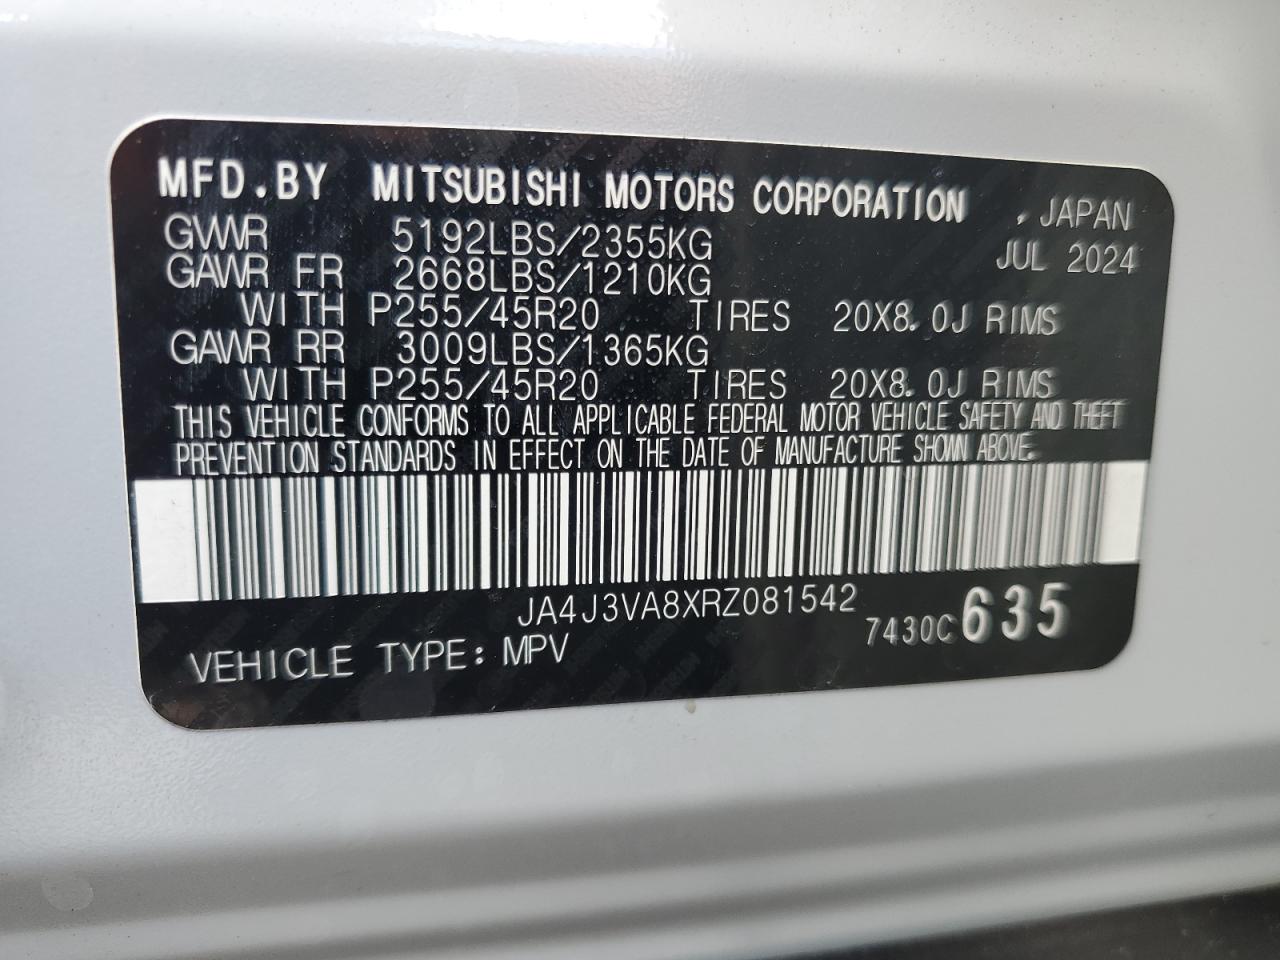 MFD.BY MITSUBISHI MOTORS CORPORATION , JAPAN
GVWR 5192LBS/2355KG JUL 2024
GAWR FR 2668LBS/1210KG
WITH P255/45R20 TIRES 20X8.0J RIMS
GAWR RR 3009LBS/1365KG
WITH P255/45R20 TIRES 20X8.0J RIMS
THIS VEHICLE CONFORMS TO ALL APPLICABLE FEDERAL MOTOR VEHICLE SAFETY AND THEFT
PREVENTION STANDARDS IN EFFECT ON THE DATE OF MANUFACTURE SHOWN ABOVE.
JA4J3VA8XRZ081542
7430C635
VEHICLE TYPE: MPV